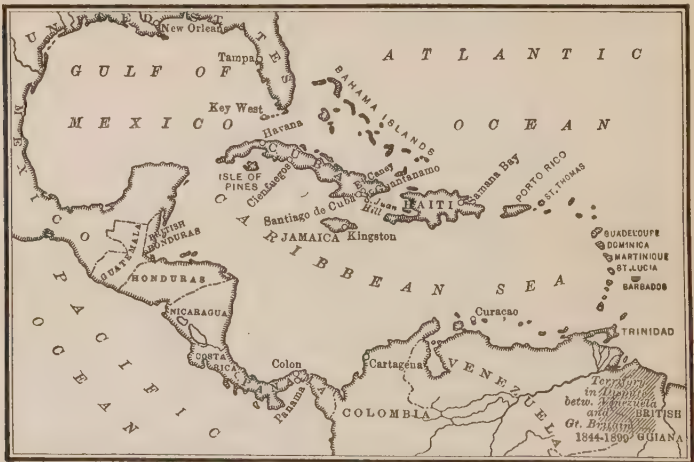 UNITED STATES
New Orleans
Tampa
GULF OF
MEXICO
ATLANTIC
OCEAN
MEXICO
Key West
BAHAMA ISLANDS
Havana
CUBA
ISLE OF
PINES
Cienfuegos
El Caney
Guantanamo
Santiago de Cuba
S. Juan
Hill
HAITI
Samana Bay
PORTO RICO
ST. THOMAS
JAMAICA
Kingston
CARIBBEAN SEA
GUADELOUPE
DOMINICA
MARTINIQUE
ST. LUCIA
BARBADOS
TRINIDAD
BRITISH
HONDURAS
GUATEMALA
HONDURAS
NICARAGUA
COSTA
RICA
PANAMA
Colon
Panama
PACIFIC
OCEAN
Cartagena
Curacao
COLOMBIA
VENEZUELA
Territory
in Dispute
betw. Venezuela
and
Gt. Britain
1844-1899
BRITISH
GUIANA